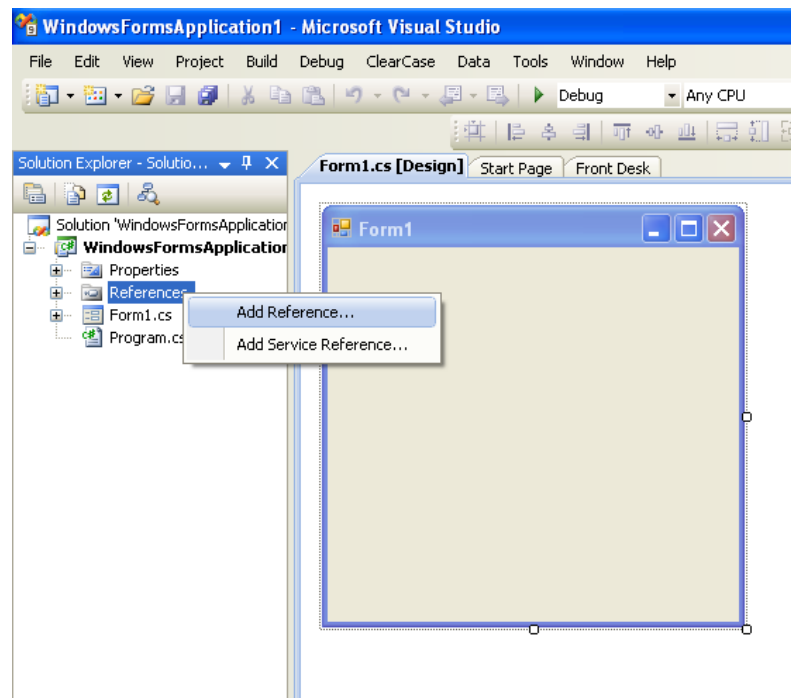 WindowsFormsApplication1 - Microsoft Visual Studio
File Edit View Project Build Debug ClearCase Data Tools Window Help
Debug Any CPU
Solution Explorer - Solutio...
Form1.cs [Design] Start Page Front Desk
Solution 'WindowsFormsApplication
WindowsFormsApplication
Form1
Properties
References
Add Reference...
Form1.cs
Program.cs
Add Service Reference...